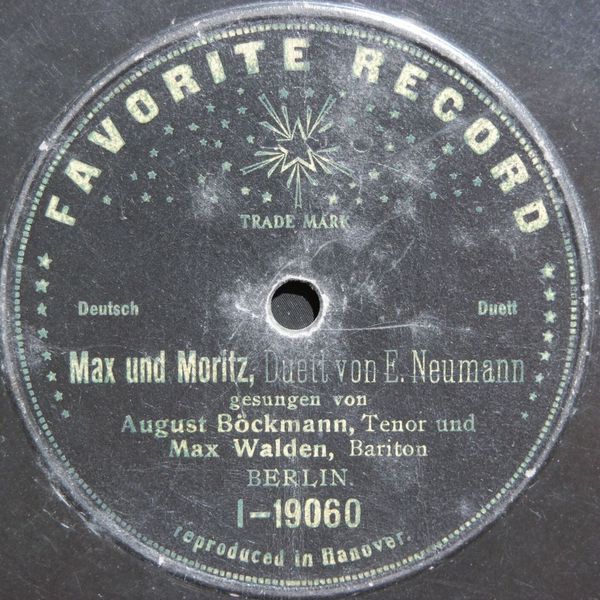 FAVORITE RECORD
TRADE MARK
Deutsch Duett
Max und Moritz, Duett von E. Neumann
gesungen von
August Böckmann, Tenor und
Max Walden, Bariton
BERLIN.
I-19060
reproduced in Hanover.